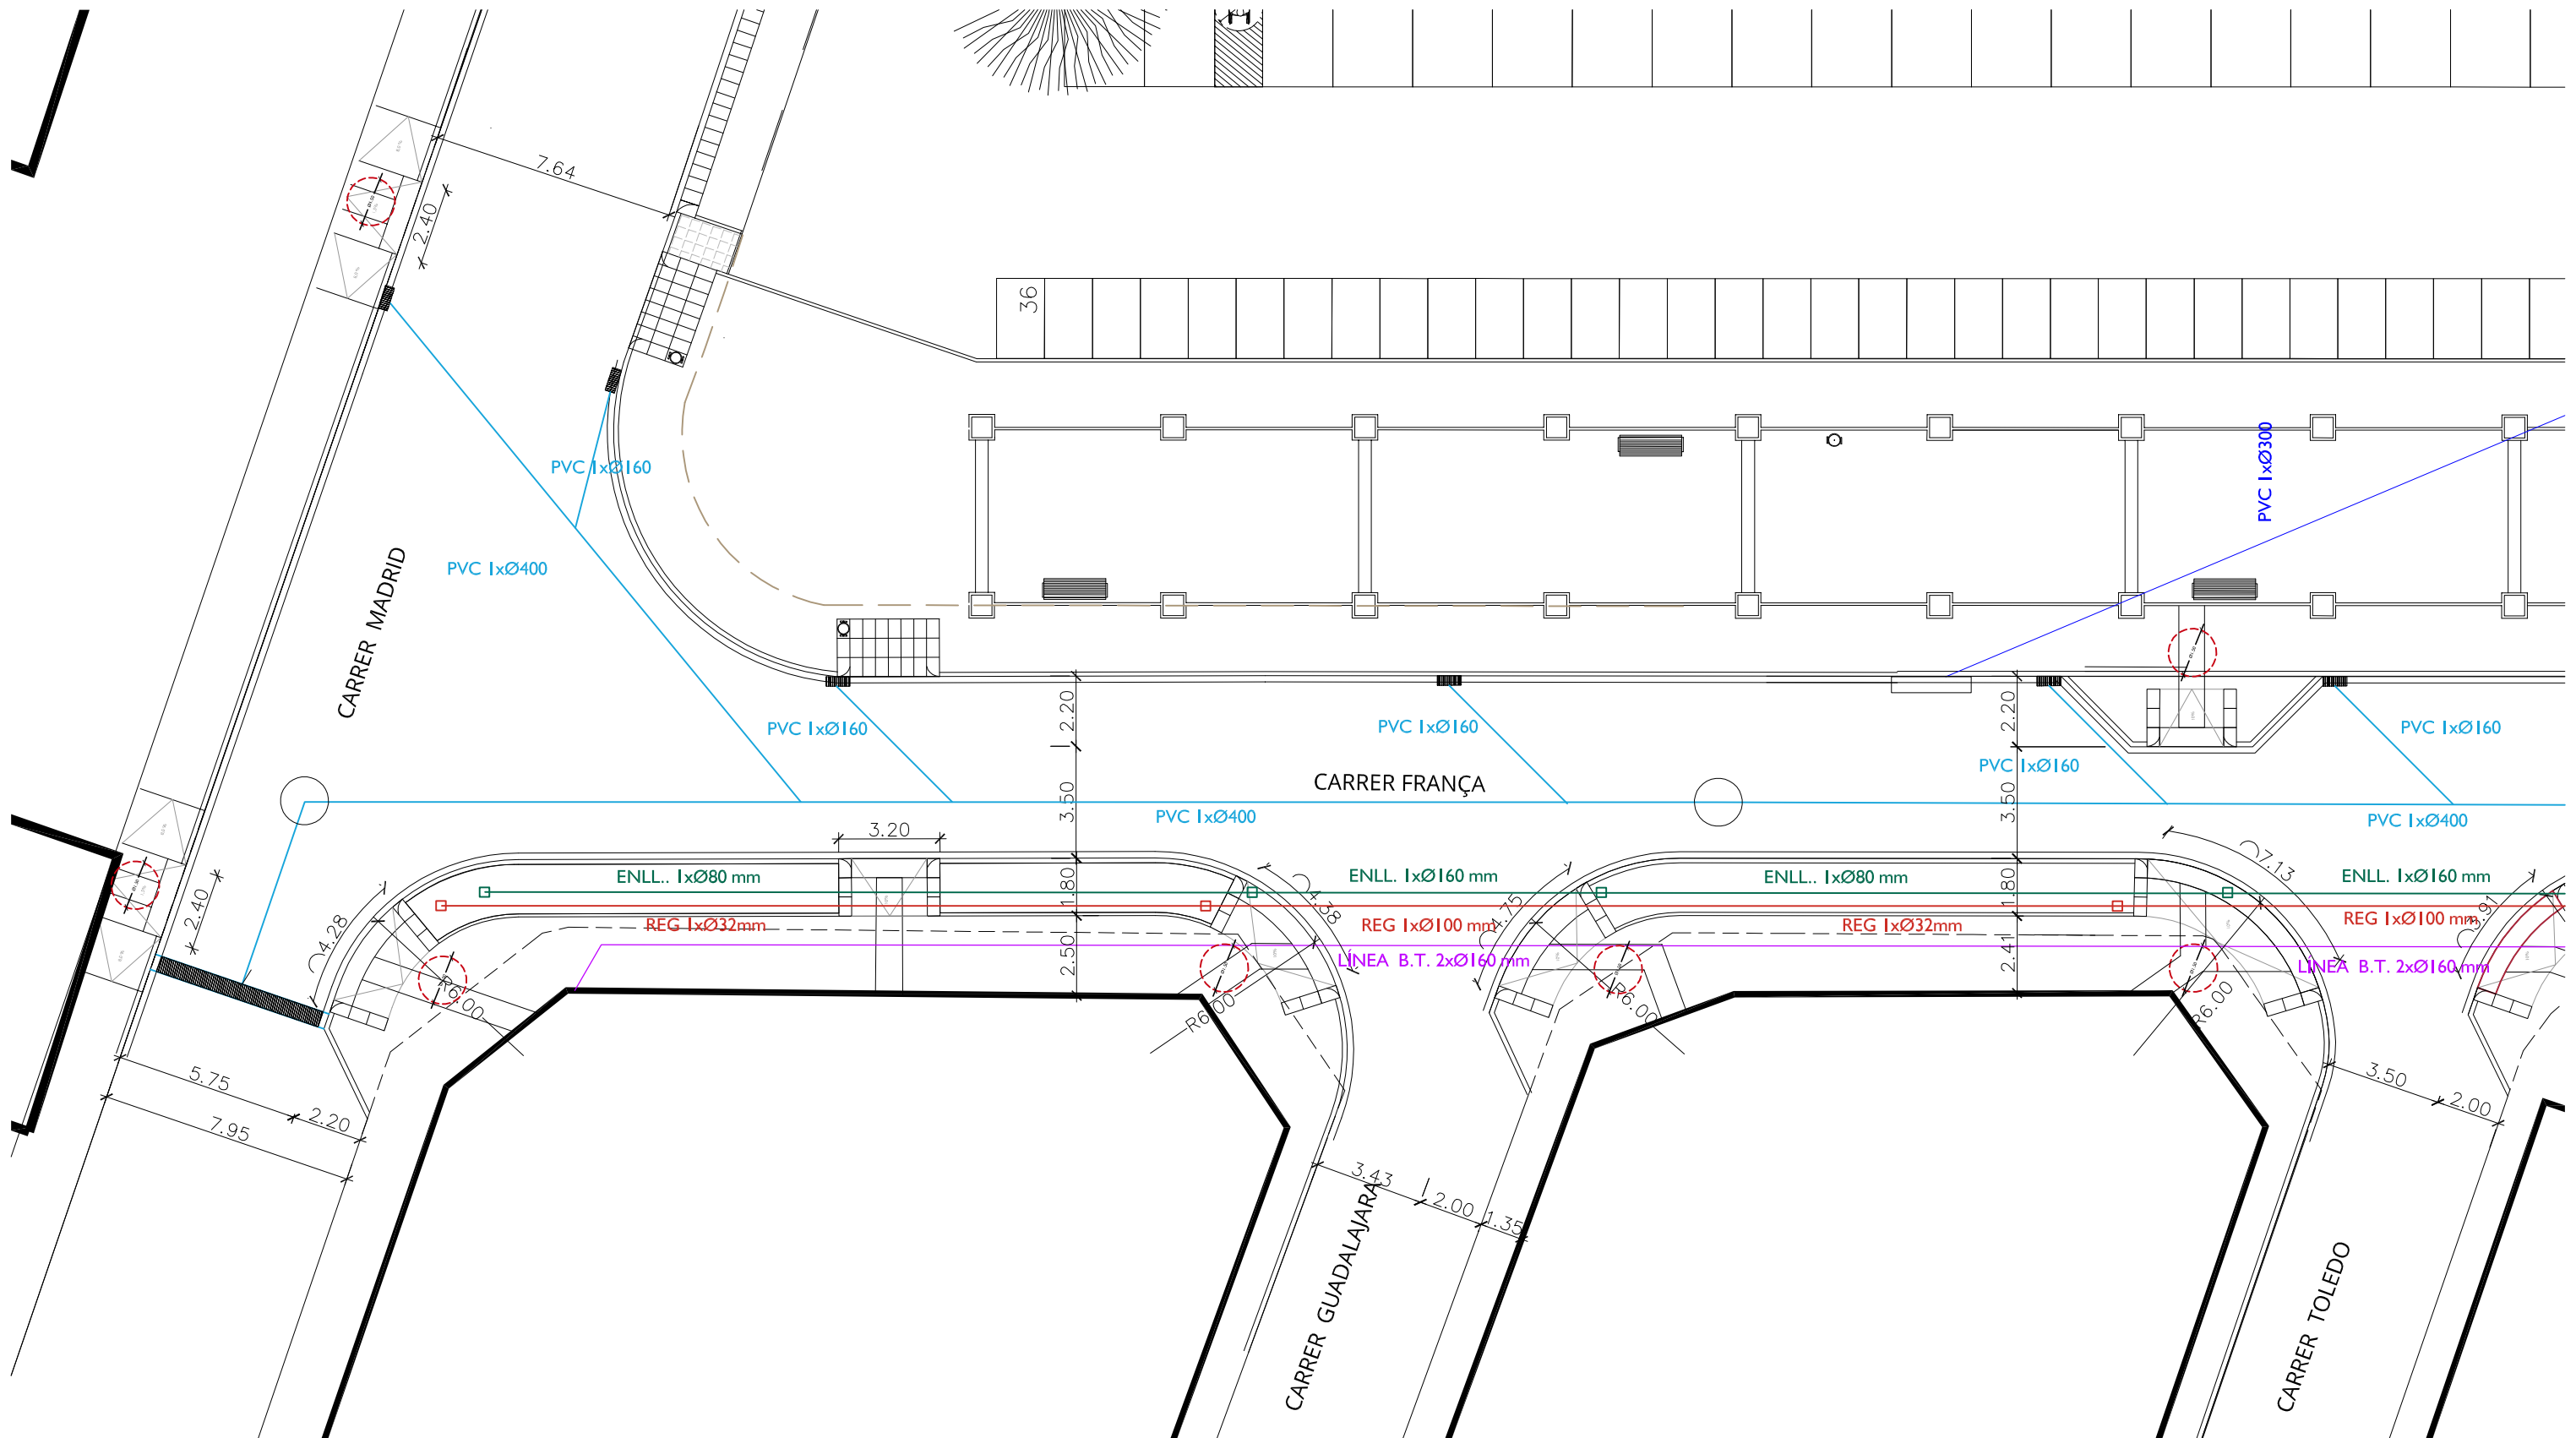 H
7.64
2.40
36
PVC 1xØ300
PVC 1xØ160
PVC 1xØ400
CARRER MADRID
2.20
2.20
PVC 1xØ160
PVC 1xØ160
PVC 1xØ160
PVC 1xØ160
CARRER FRANÇA
3.50
3.50
PVC 1xØ400
PVC 1xØ400
3.20
7.13
ENLL.. 1xØ80 mm
ENLL. 1xØ160 mm
ENLL.. 1xØ80 mm
ENLL. 1xØ160 mm
2.40
1.80
1.80
4.28
4.38
4.75
3.91
REG 1xØ32mm
REG 1xØ100 mm
REG 1xØ32mm
REG 1xØ100 mm
LÍNEA B.T. 2xØ160 mm
LÍNEA B.T. 2xØ160 mm
2.50
2.41
R6.00
R6.00
R6.00
R6.00
5.75
2.20
7.95
3.50
2.00
3.43
2.00
1.35
CARRER GUADALAJARA
CARRER TOLEDO